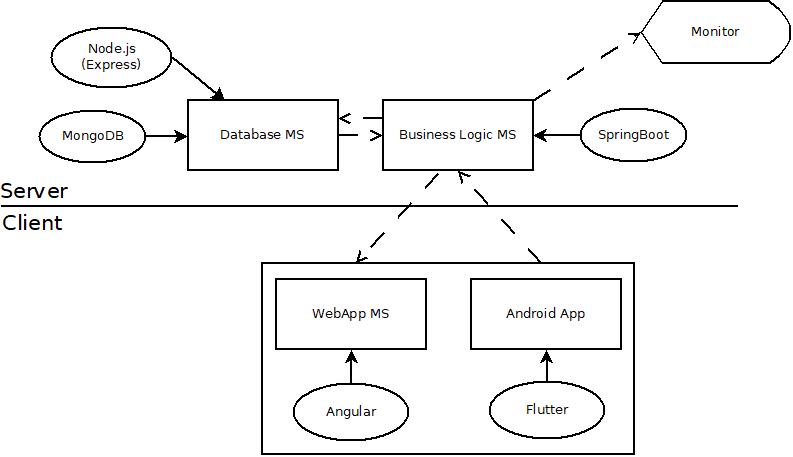 Node.js
(Express)
Monitor
MongoDB
Database MS
Business Logic MS
SpringBoot
Server
Client
WebApp MS
Android App
Angular
Flutter